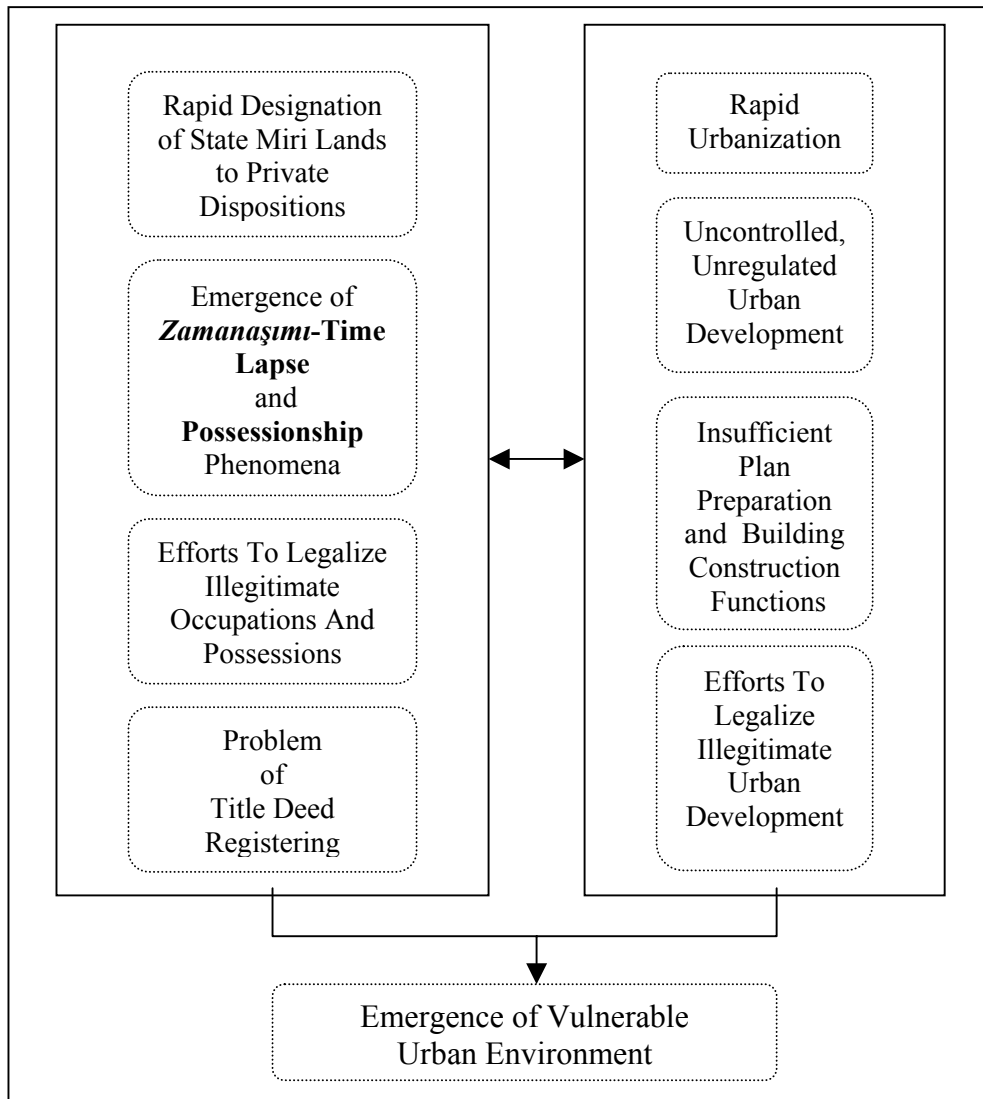 Rapid Designation
of State Miri Lands
to Private
Dispositions
Emergence of
Zamanaşımı-Time
Lapse
and
Possessionship
Phenomena
Efforts To Legalize
Illegitimate
Occupations And
Possessions
Problem
of
Title Deed
Registering
Rapid
Urbanization
Uncontrolled,
Unregulated
Urban
Development
Insufficient
Plan
Preparation
and Building
Construction
Functions
Efforts To
Legalize
Illegitimate
Urban
Development
Emergence of Vulnerable
Urban Environment